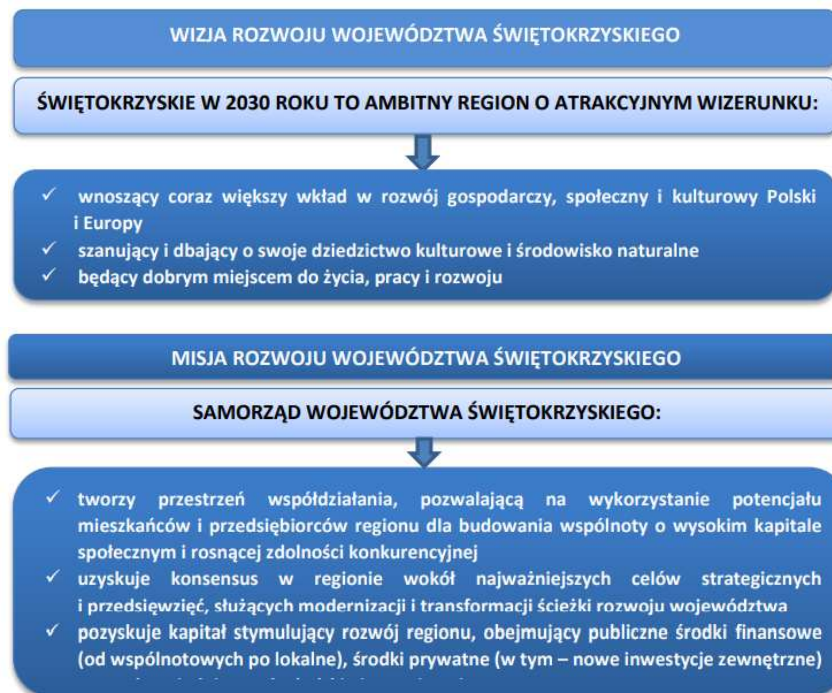 WIZJA ROZWOJU WOJEWÓDZTWA ŚWIĘTOKRZYSKIEGO
ŚWIĘTOKRZYSKIE W 2030 ROKU TO AMBITNY REGION O ATRAKCYJNYM WIZERUNKU:
✓ wnoszący coraz większy wkład w rozwój gospodarczy, społeczny i kulturowy Polski
i Europy
✓ szanujący i dbający o swoje dziedzictwo kulturowe i środowisko naturalne
✓ będący dobrym miejscem do życia, pracy i rozwoju
MISJA ROZWOJU WOJEWÓDZTWA ŚWIĘTOKRZYSKIEGO
SAMORZĄD WOJEWÓDZTWA ŚWIĘTOKRZYSKIEGO:
✓ tworzy przestrzeń współdziałania, pozwalającą na wykorzystanie potencjału
mieszkańców i przedsiębiorców regionu dla budowania wspólnoty o wysokim kapitale
społecznym i rosnącej zdolności konkurencyjnej
✓ uzyskuje konsensus w regionie wokół najważniejszych celów strategicznych
i przedsięwzięć, służących modernizacji i transformacji ścieżki rozwoju województwa
✓ pozyskuje kapitał stymulujący rozwój regionu, obejmujący publiczne środki finansowe
(od wspólnotowych po lokalne), środki prywatne (w tym – nowe inwestycje zewnętrzne)